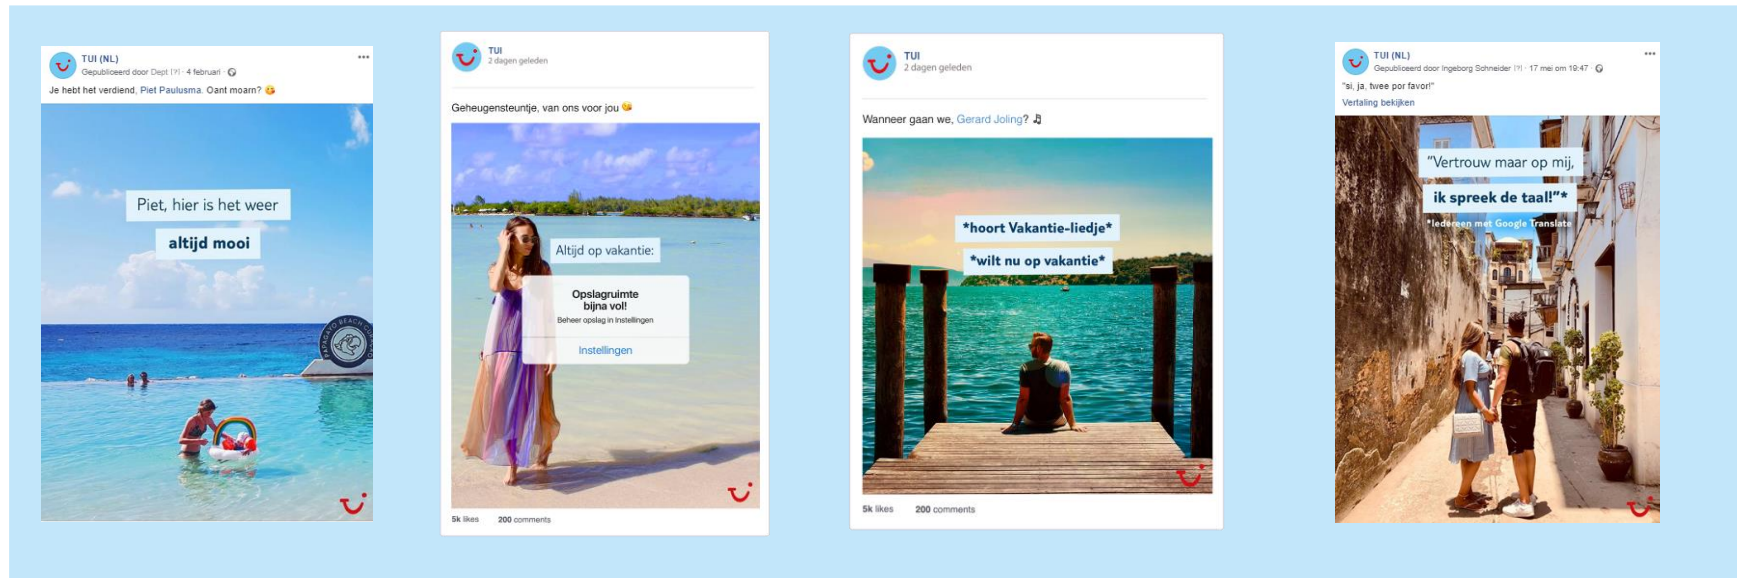 TUI (NL)
Gepubliceerd door Dept [?] · 4 februari ·
Je hebt het verdiend, Piet Paulusma. Oant moarn? 😘
Piet, hier is het weer
altijd mooi
PAPAGAYO BEACH
TUI
2 dagen geleden
Geheugensteuntje, van ons voor jou 😘
Altijd op vakantie:
Opslagruimte
bijna vol!
Beheer opslag in Instellingen
Instellingen
5k likes 200 comments
TUI
2 dagen geleden
Wanneer gaan we, Gerard Joling? 🎵
*hoort Vakantie-liedje*
*wilt nu op vakantie*
5k likes 200 comments
TUI (NL)
Gepubliceerd door Ingeborg Schneider [?] · 17 mei om 19:47 ·
"si, ja, twee por favor!"
Vertaling bekijken
"Vertrouw maar op mij,
ik spreek de taal!"*
*Iedereen met Google Translate